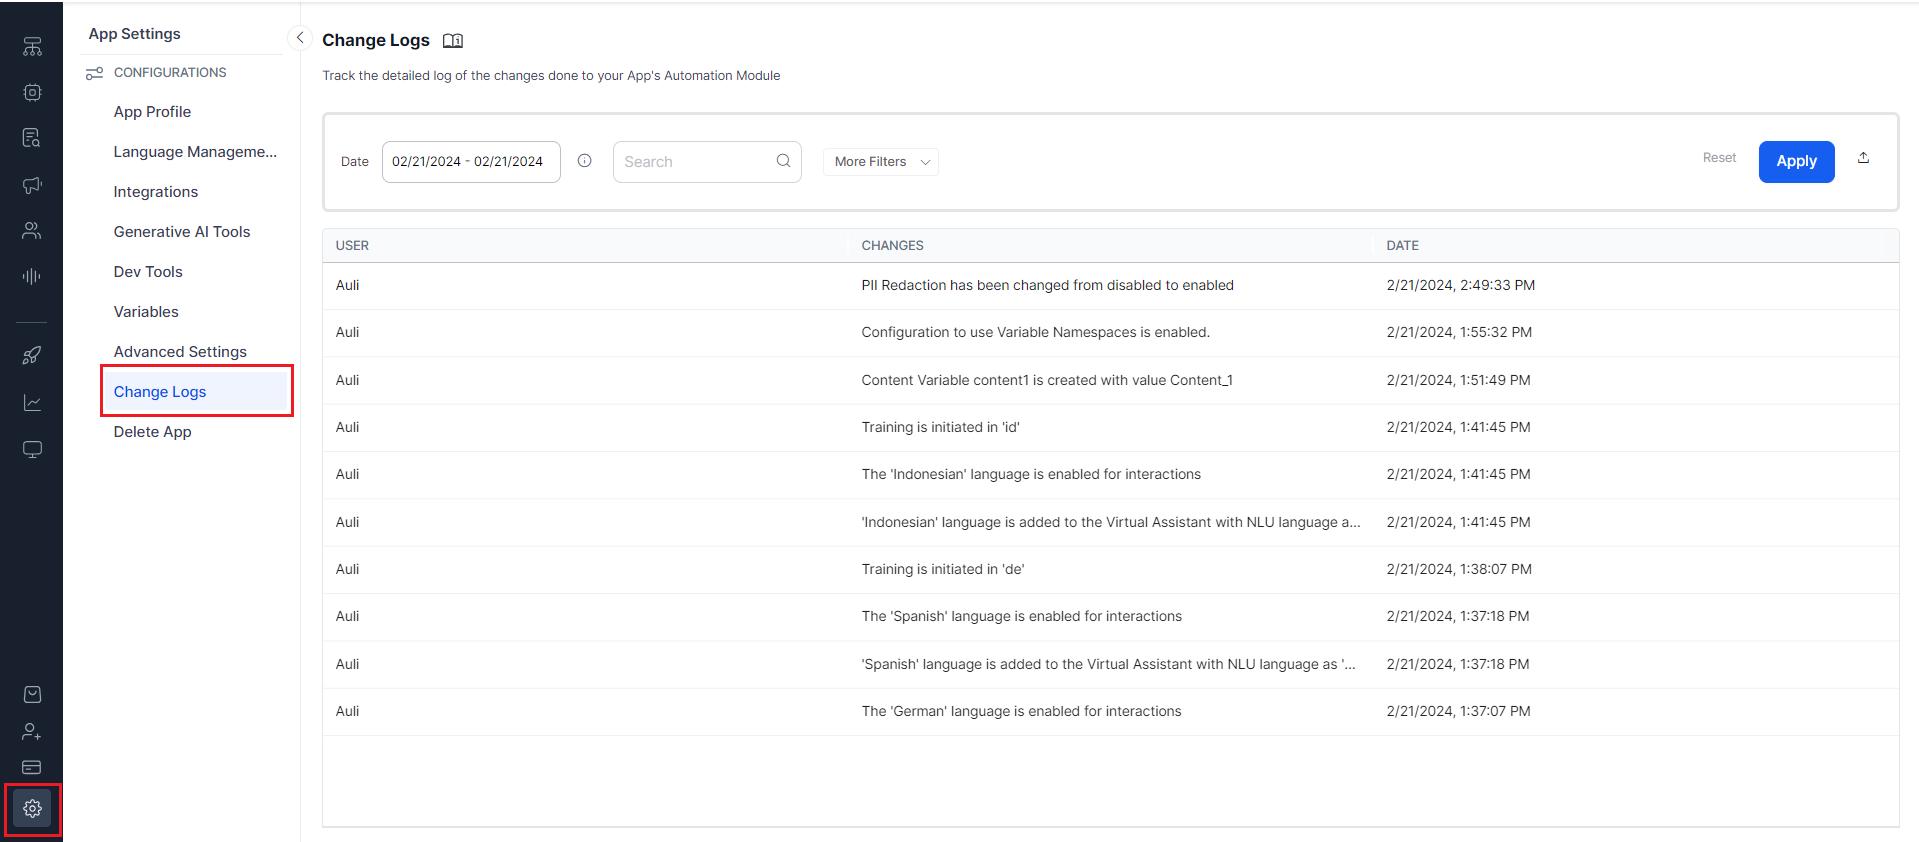 App Settings
CONFIGURATIONS
App Profile
Language Manageme...
Integrations
Generative AI Tools
Dev Tools
Variables
Advanced Settings
Change Logs
Delete App
Change Logs
Track the detailed log of the changes done to your App's Automation Module
Date 02/21/2024 - 02/21/2024 Search More Filters Reset Apply
USER CHANGES DATE
Auli PII Redaction has been changed from disabled to enabled 2/21/2024, 2:49:33 PM
Auli Configuration to use Variable Namespaces is enabled. 2/21/2024, 1:55:32 PM
Auli Content Variable content1 is created with value Content_1 2/21/2024, 1:51:49 PM
Auli Training is initiated in 'id' 2/21/2024, 1:41:45 PM
Auli The 'Indonesian' language is enabled for interactions 2/21/2024, 1:41:45 PM
Auli 'Indonesian' language is added to the Virtual Assistant with NLU language a... 2/21/2024, 1:41:45 PM
Auli Training is initiated in 'de' 2/21/2024, 1:38:07 PM
Auli The 'Spanish' language is enabled for interactions 2/21/2024, 1:37:18 PM
Auli 'Spanish' language is added to the Virtual Assistant with NLU language as '... 2/21/2024, 1:37:18 PM
Auli The 'German' language is enabled for interactions 2/21/2024, 1:37:07 PM